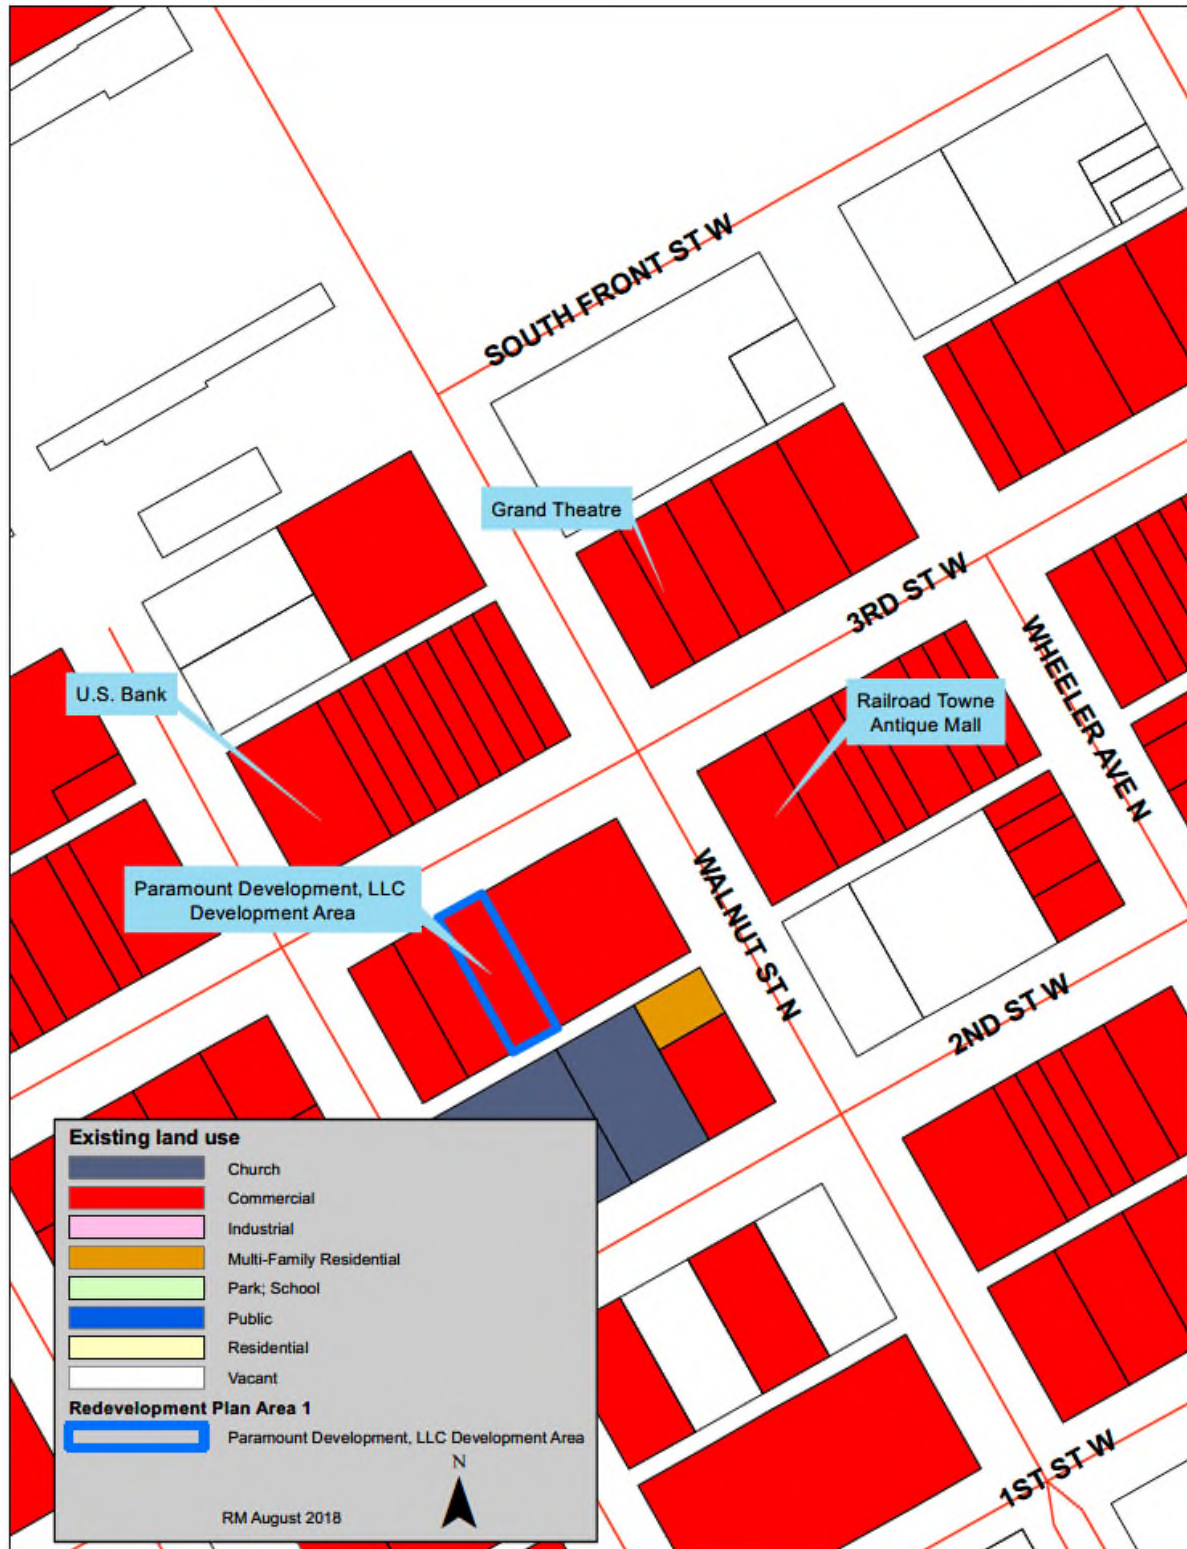 SOUTH FRONT ST W
Grand Theatre
3RD ST W
WHEELER AVE N
U.S. Bank
Railroad Towne
Antique Mall
Paramount Development, LLC
Development Area
WALNUT ST N
2ND ST W
Existing land use
Church
Commercial
Industrial
Multi-Family Residential
Park; School
Public
Residential
Vacant
Redevelopment Plan Area 1
Paramount Development, LLC Development Area
N
RM August 2018
1ST ST W